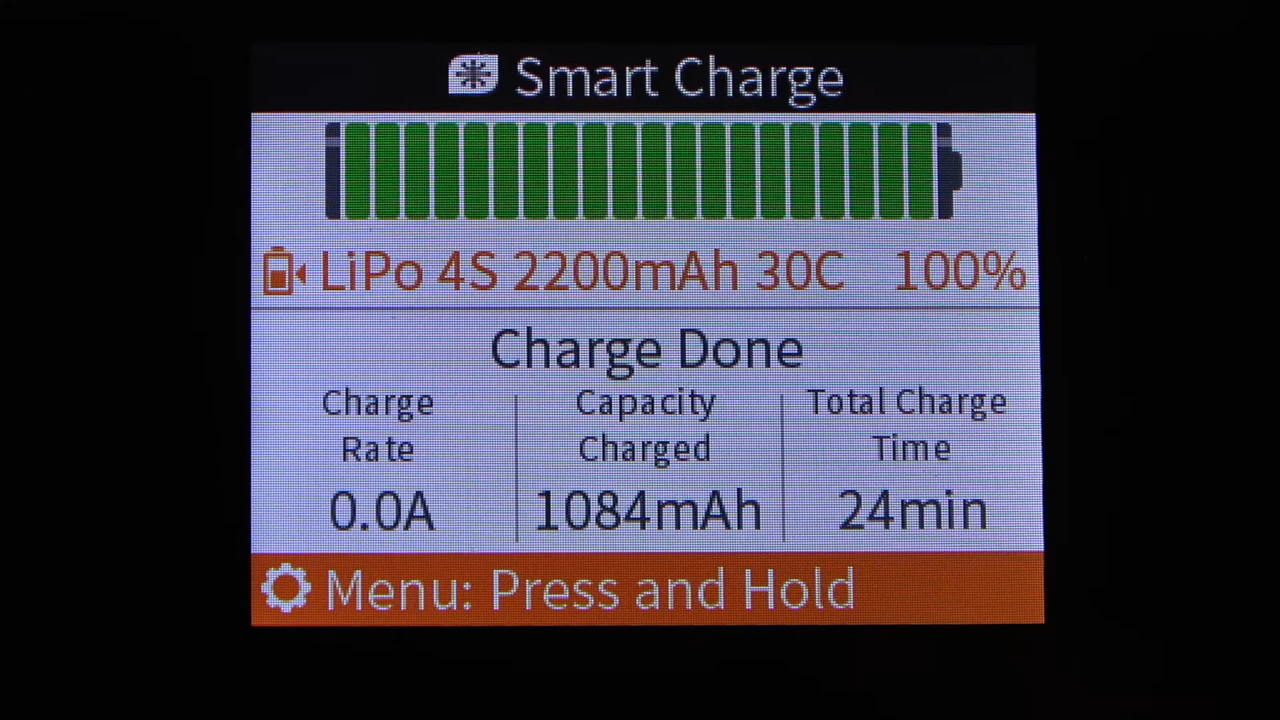 Smart Charge
LiPo 4S 2200mAh 30C 100%
Charge Done
Charge Rate
0.0A
Capacity Charged
1084mAh
Total Charge Time
24min
Menu: Press and Hold